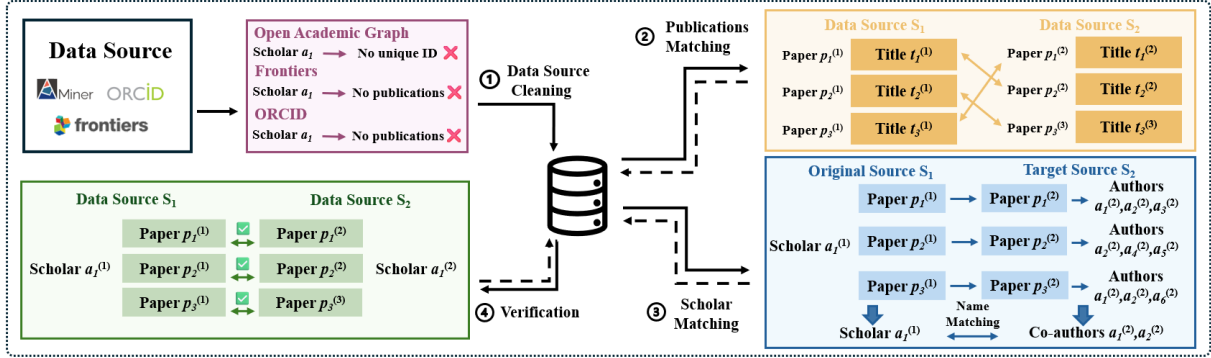 Data Source
AMiner
ORCID
frontiers
Open Academic Graph
Scholar a₁ No unique ID ❌
Frontiers
Scholar a₁ No publications ❌
ORCID
Scholar a₁ No publications ❌
① Data Source
Cleaning
② Publications
Matching
Data Source S₁ Data Source S₂
Paper p₁⁽¹⁾ Title t₁⁽¹⁾ Paper p₁⁽²⁾ Title t₁⁽²⁾
Paper p₂⁽¹⁾ Title t₂⁽¹⁾ Paper p₂⁽²⁾ Title t₂⁽²⁾
Paper p₃⁽¹⁾ Title t₃⁽¹⁾ Paper p₃⁽³⁾ Title t₃⁽³⁾
Original Source S₁ Target Source S₂
Paper p₁⁽¹⁾ Paper p₁⁽²⁾ Authors
a₁⁽²⁾,a₂⁽²⁾,a₃⁽²⁾
Scholar a₁⁽¹⁾ Paper p₂⁽¹⁾ Paper p₂⁽²⁾ Authors
a₂⁽²⁾,a₄⁽²⁾,a₅⁽²⁾
Paper p₃⁽¹⁾ Paper p₃⁽²⁾ Authors
a₁⁽²⁾,a₂⁽²⁾,a₆⁽²⁾
Name
Matching
Scholar a₁⁽¹⁾ Co-authors a₁⁽²⁾,a₂⁽²⁾
③ Scholar
Matching
④ Verification
Data Source S₁ Data Source S₂
Paper p₁⁽¹⁾ ✅ Paper p₁⁽²⁾
Scholar a₁⁽¹⁾ Paper p₂⁽¹⁾ ✅ Paper p₂⁽²⁾ Scholar a₁⁽²⁾
Paper p₃⁽¹⁾ ✅ Paper p₃⁽³⁾